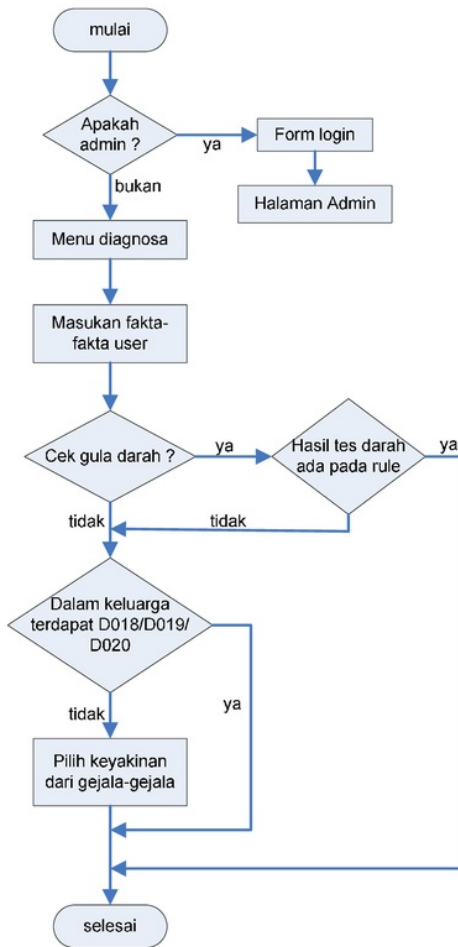 mulai
Apakah
admin ?
ya
Form login
bukan
Halaman Admin
Menu diagnosa
Masukan fakta-
fakta user
Cek gula darah ?
ya
Hasil tes darah
ada pada rule
ya
tidak
tidak
Dalam keluarga
terdapat D018/D019/
D020
tidak
ya
Pilih keyakinan
dari gejala-gejala
selesai